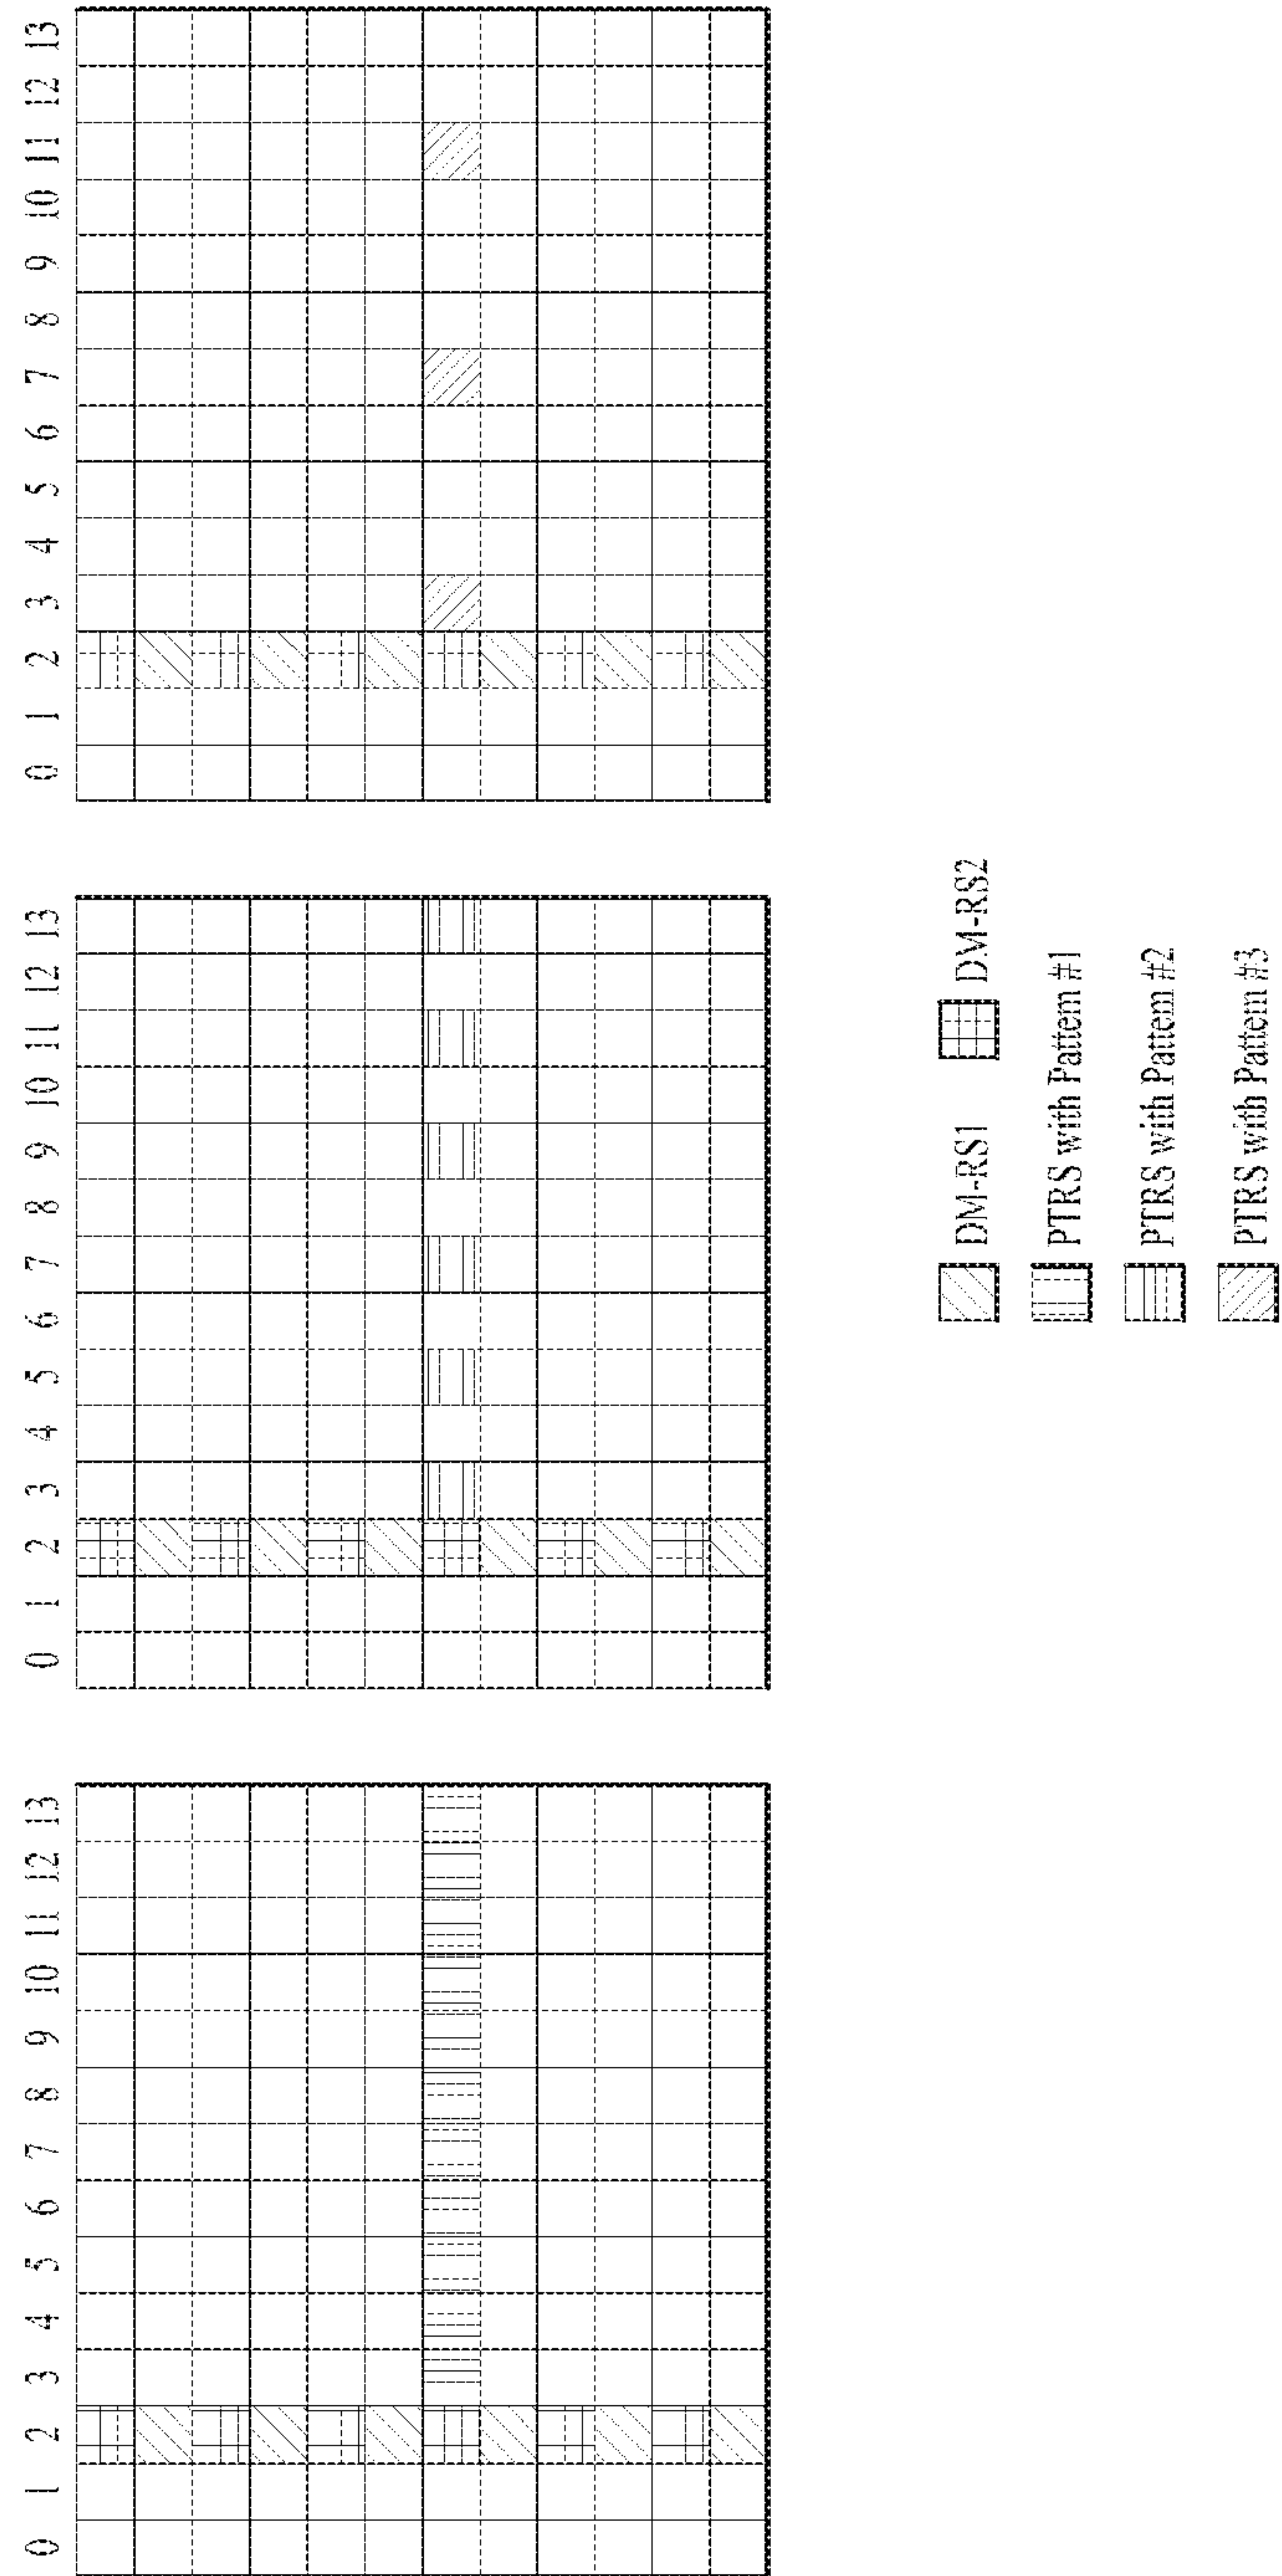 0 1 2 3 4 5 6 7 8 9 10 11 12 13
0 1 2 3 4 5 6 7 8 9 10 11 12 13
0 1 2 3 4 5 6 7 8 9 10 11 12 13
DM-RS1 DM-RS2
PTRS with Pattern #1
PTRS with Pattern #2
PTRS with Pattern #3